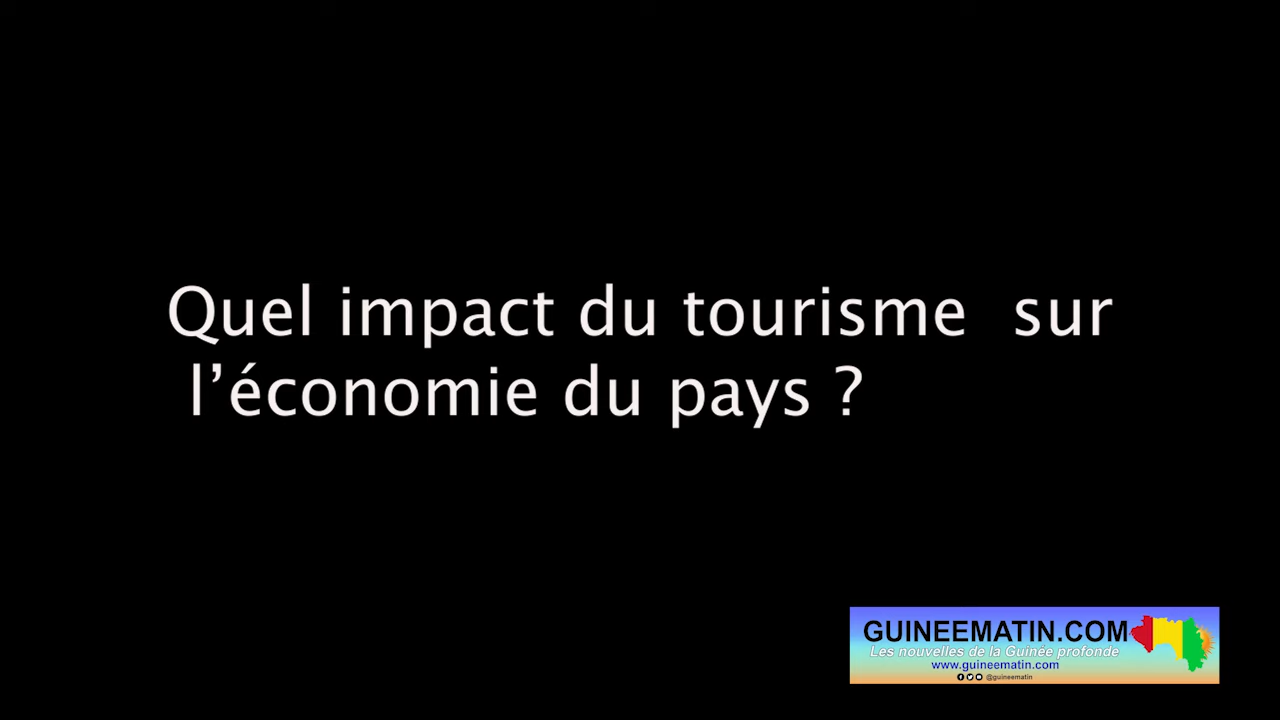 Quel impact du tourisme sur
l’économie du pays ?
GUINEEMATIN.COM
Les nouvelles de la Guinée profonde
www.guineematin.com
@guineematin